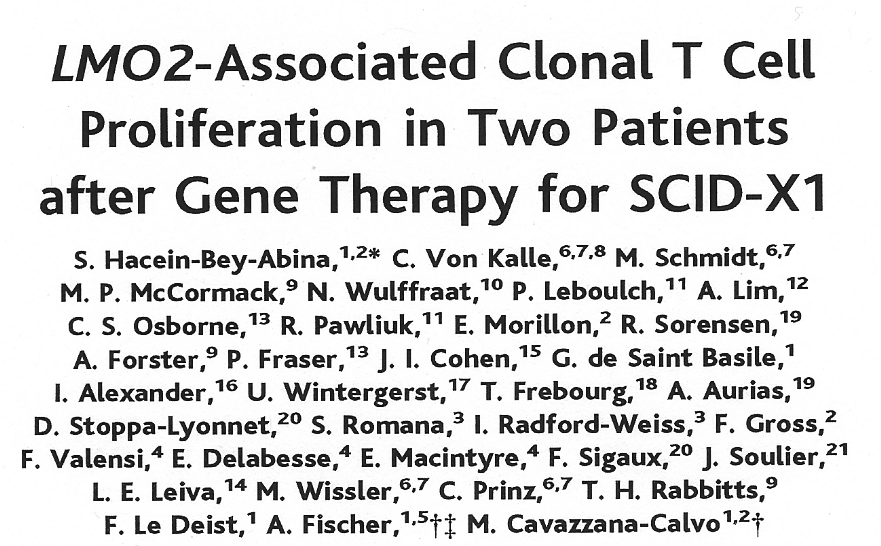 LMO2-Associated Clonal T Cell
Proliferation in Two Patients
after Gene Therapy for SCID-X1
S. Hacein-Bey-Abina,1,2* C. Von Kalle,6,7,8 M. Schmidt,6,7
M. P. McCormack,9 N. Wulffraat,10 P. Leboulch,11 A. Lim,12
C. S. Osborne,13 R. Pawliuk,11 E. Morillon,2 R. Sorensen,19
A. Forster,9 P. Fraser,13 J. I. Cohen,15 G. de Saint Basile,1
I. Alexander,16 U. Wintergerst,17 T. Frebourg,18 A. Aurias,19
D. Stoppa-Lyonnet,20 S. Romana,3 I. Radford-Weiss,3 F. Gross,2
F. Valensi,4 E. Delabesse,4 E. Macintyre,4 F. Sigaux,20 J. Soulier,21
L. E. Leiva,14 M. Wissler,6,7 C. Prinz,6,7 T. H. Rabbitts,9
F. Le Deist,1 A. Fischer,1,5†‡ M. Cavazzana-Calvo1,2†